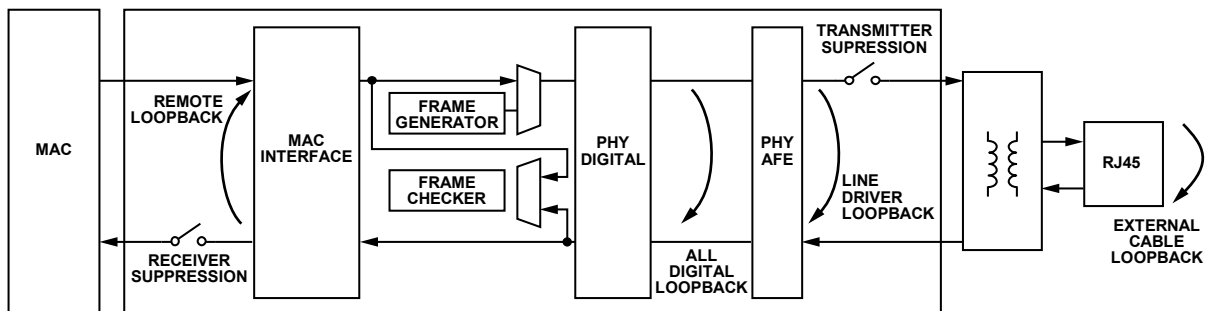 MAC
REMOTE
LOOPBACK
RECEIVER
SUPPRESSION
MAC
INTERFACE
FRAME
GENERATOR
FRAME
CHECKER
PHY
DIGITAL
ALL
DIGITAL
LOOPBACK
PHY
AFE
TRANSMITTER
SUPRESSION
LINE
DRIVER
LOOPBACK
RJ45
EXTERNAL
CABLE
LOOPBACK